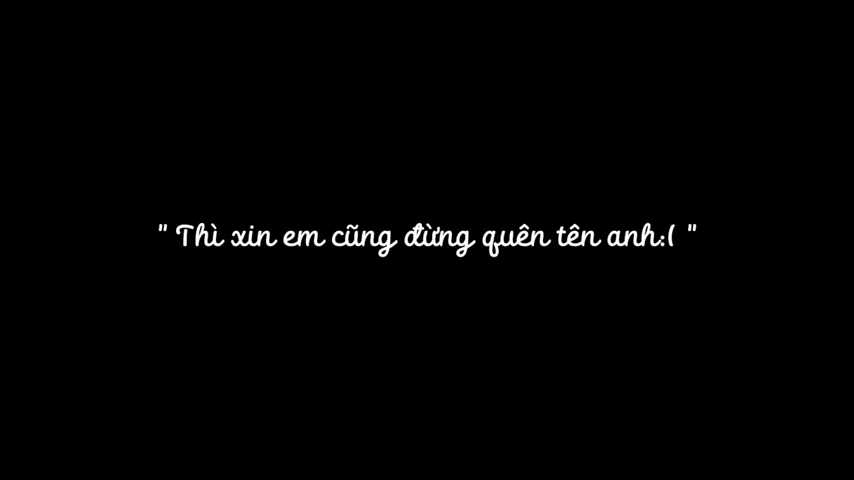 " Thì xin em cũng đừng quên tên anh:( "